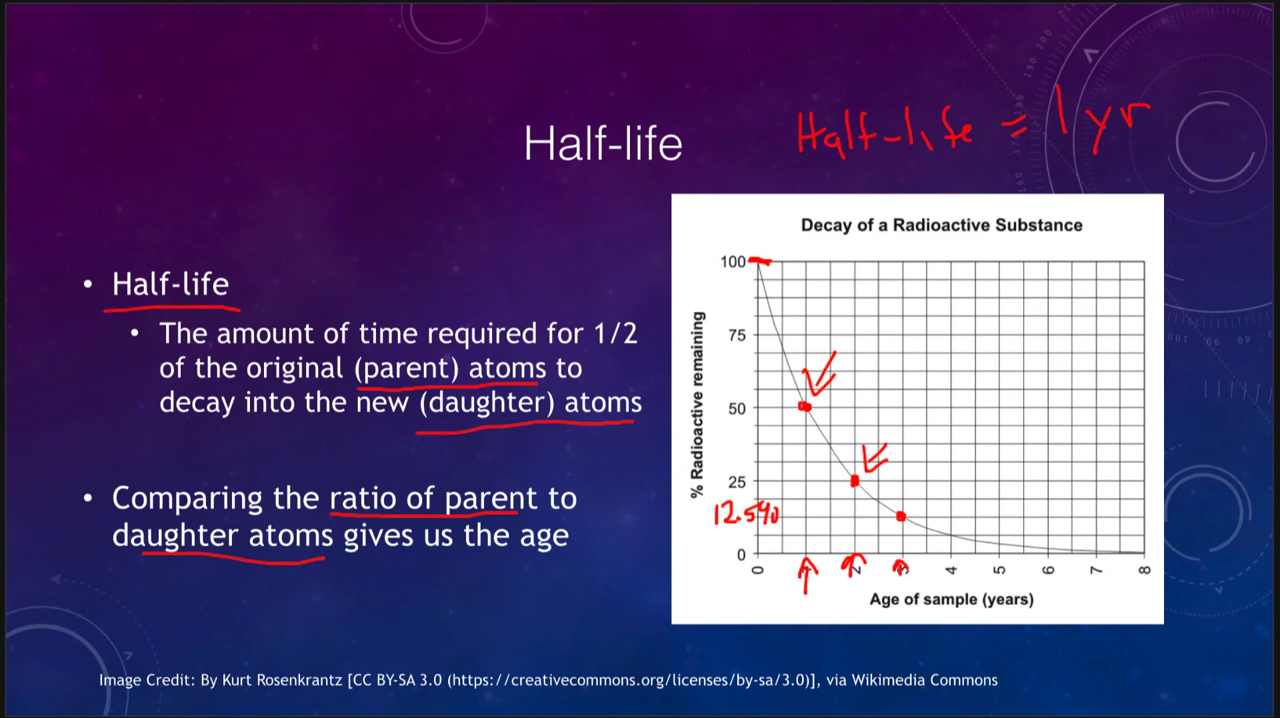 Half-life = 1 yr
Half-life
• Half-life
• The amount of time required for 1/2
of the original (parent) atoms to
decay into the new (daughter) atoms
• Comparing the ratio of parent to
daughter atoms gives us the age
Decay of a Radioactive Substance
% Radioactive remaining
100
75
50
25
12.5%
0
0 1 2 3 4 5 6 7 8
Age of sample (years)
Image Credit: By Kurt Rosenkrantz [CC BY-SA 3.0 (https://creativecommons.org/licenses/by-sa/3.0)], via Wikimedia Commons